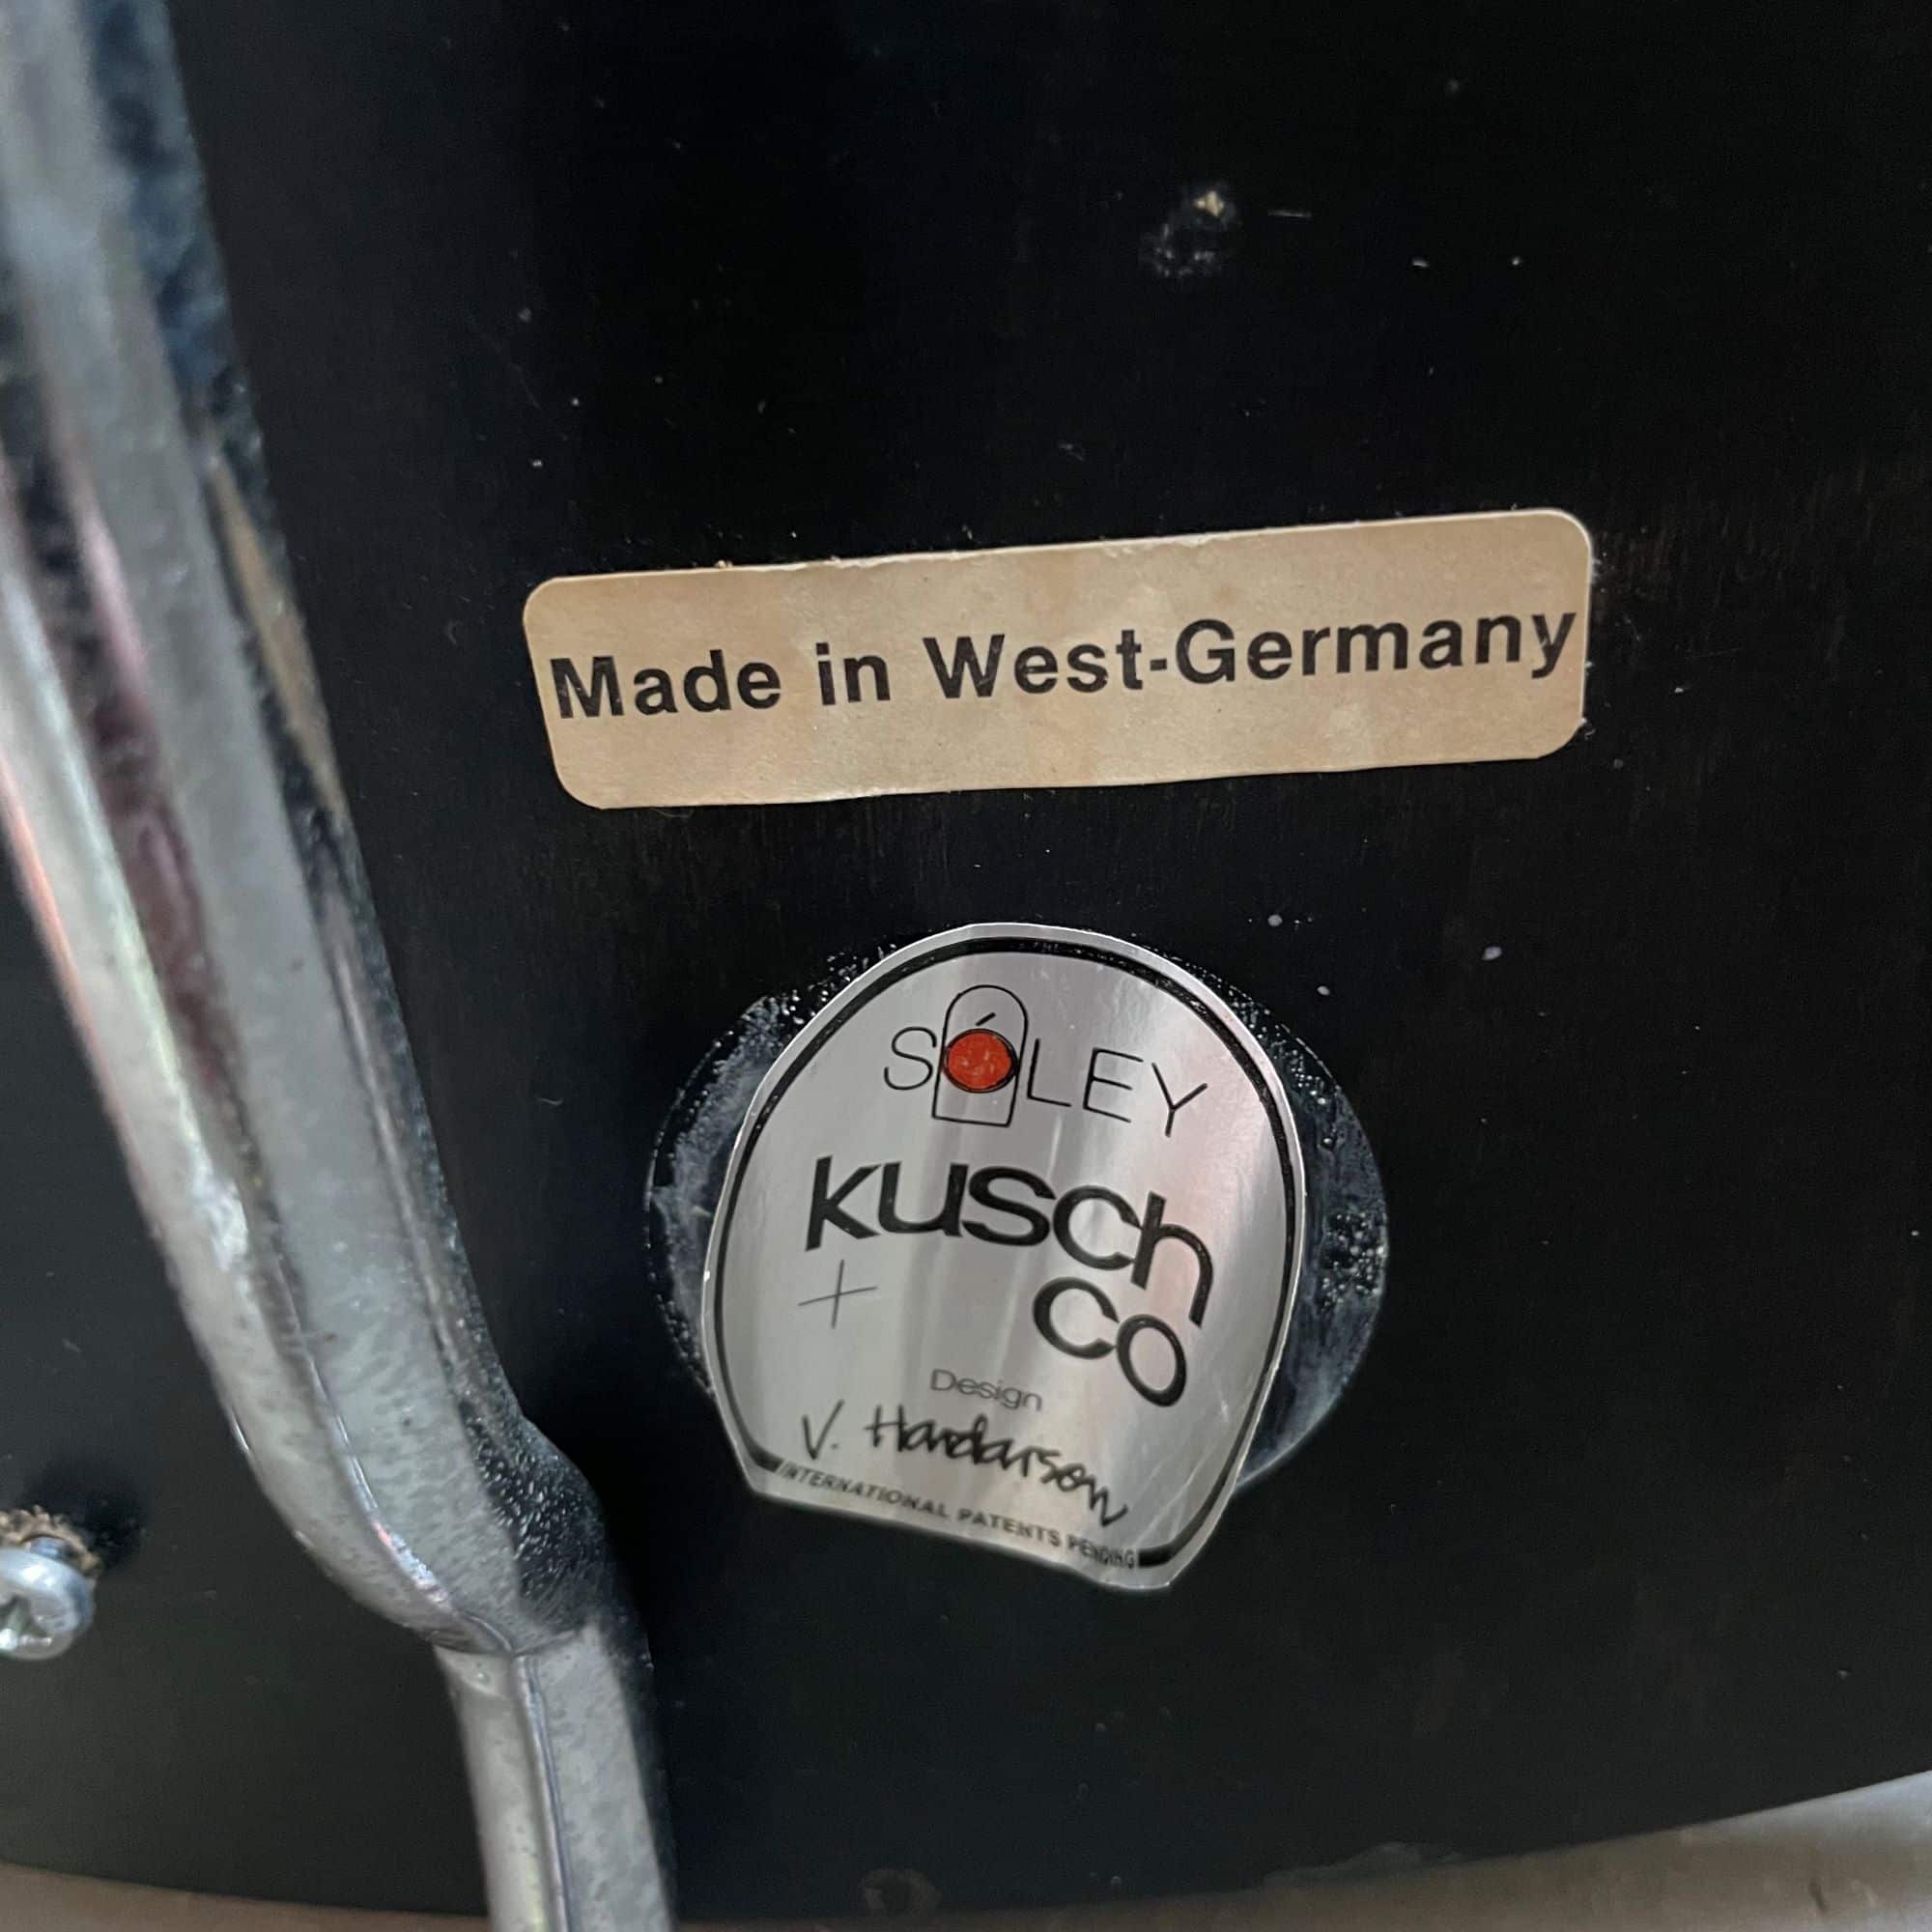 Made in West-Germany
SÓLEY
kusch
+ co
Design
V. Hardarson
INTERNATIONAL PATENTS PENDING